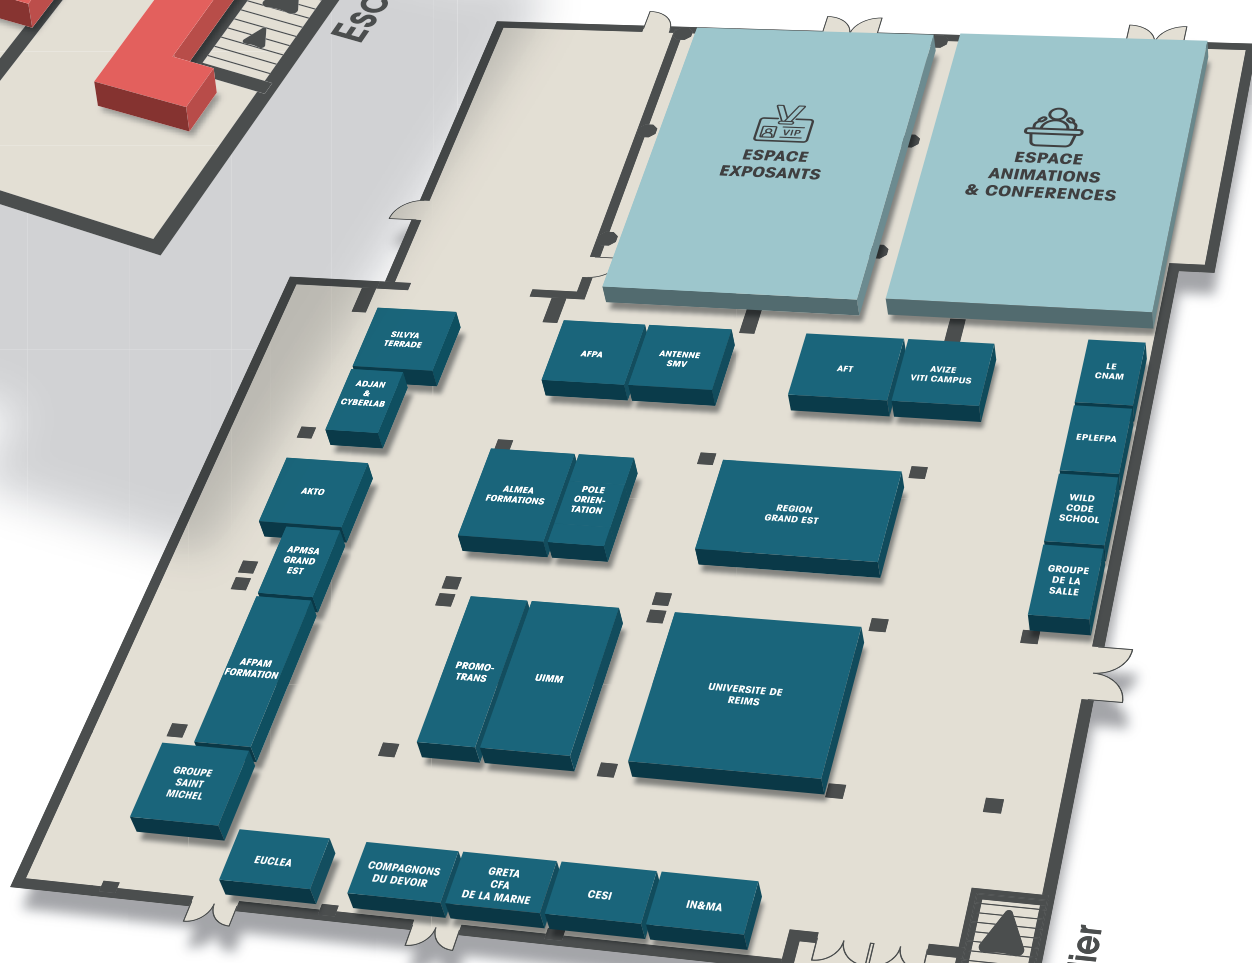 ESC
VIP
ESPACE
EXPOSANTS
ESPACE
ANIMATIONS
& CONFERENCES
SILVYA
TERRADE
ADJAN
&
CYBERLAB
AFPA
ANTENNE
SMV
AFT
AVIZE
VITI CAMPUS
LE
CNAM
EPLEFPA
WILD
CODE
SCHOOL
GROUPE
DE LA
SALLE
AKTO
APMSA
GRAND
EST
ALMEA
FORMATIONS
POLE
ORIEN-
TATION
REGION
GRAND EST
AFPAM
FORMATION
PROMO-
TRANS
UIMM
UNIVERSITE DE
REIMS
GROUPE
SAINT
MICHEL
EUCLEA
COMPAGNONS
DU DEVOIR
GRETA
CFA
DE LA MARNE
CESI
IN&MA
ier